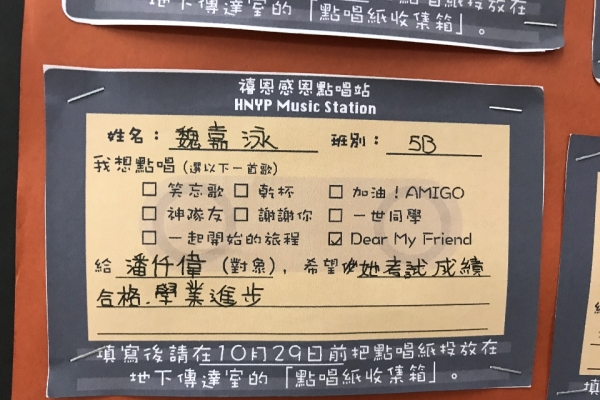 地下傳達室的「點唱紙收集箱」。
禧恩感恩點唱站
HNYP Music Station
姓名：魏嘉泳 班別：5B
我想點唱（選以下一首歌）
☐ 笑忘歌 ☐ 乾杯 ☐ 加油！AMIGO
☐ 神隊友 ☐ 謝謝你 ☐ 一世同學
☐ 一起開始的旅程 ☑ Dear My Friend
給 潘仟偉（對象），希望她考試成績
合格，學業進步
填寫後請在10月29日前把點唱紙投放在
地下傳達室的「點唱紙收集箱」。